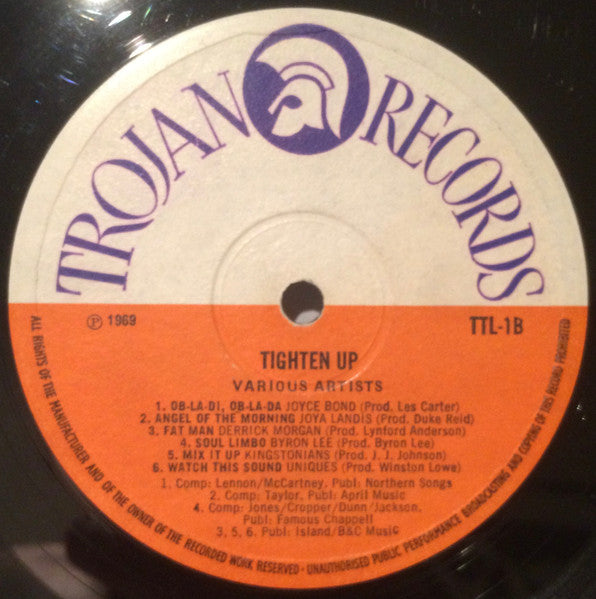 TROJAN RECORDS
℗ 1969
TTL-1B
TIGHTEN UP
VARIOUS ARTISTS
1. OB-LA-DI, OB-LA-DA JOYCE BOND (Prod. Les Carter)
2. ANGEL OF THE MORNING JOYA LANDIS (Prod. Duke Reid)
3. FAT MAN DERRICK MORGAN (Prod. Lynford Anderson)
4. SOUL LIMBO BYRON LEE (Prod. Byron Lee)
5. MIX IT UP KINGSTONIANS (Prod. J. J. Johnson)
6. WATCH THIS SOUND UNIQUES (Prod. Winston Lowe)
1. Comp: Lennon/McCartney, Publ: Northern Songs
2. Comp: Taylor, Publ: April Music
4. Comp: Jones/Cropper/Dunn/Jackson,
Publ: Famous Chappell
3, 5, 6. Publ: Island/B&C Music
ALL RIGHTS OF THE MANUFACTURER AND OF THE OWNER OF THE RECORDED WORK RESERVED - UNAUTHORISED PUBLIC PERFORMANCE BROADCASTING AND COPYING OF THIS RECORD PROHIBITED